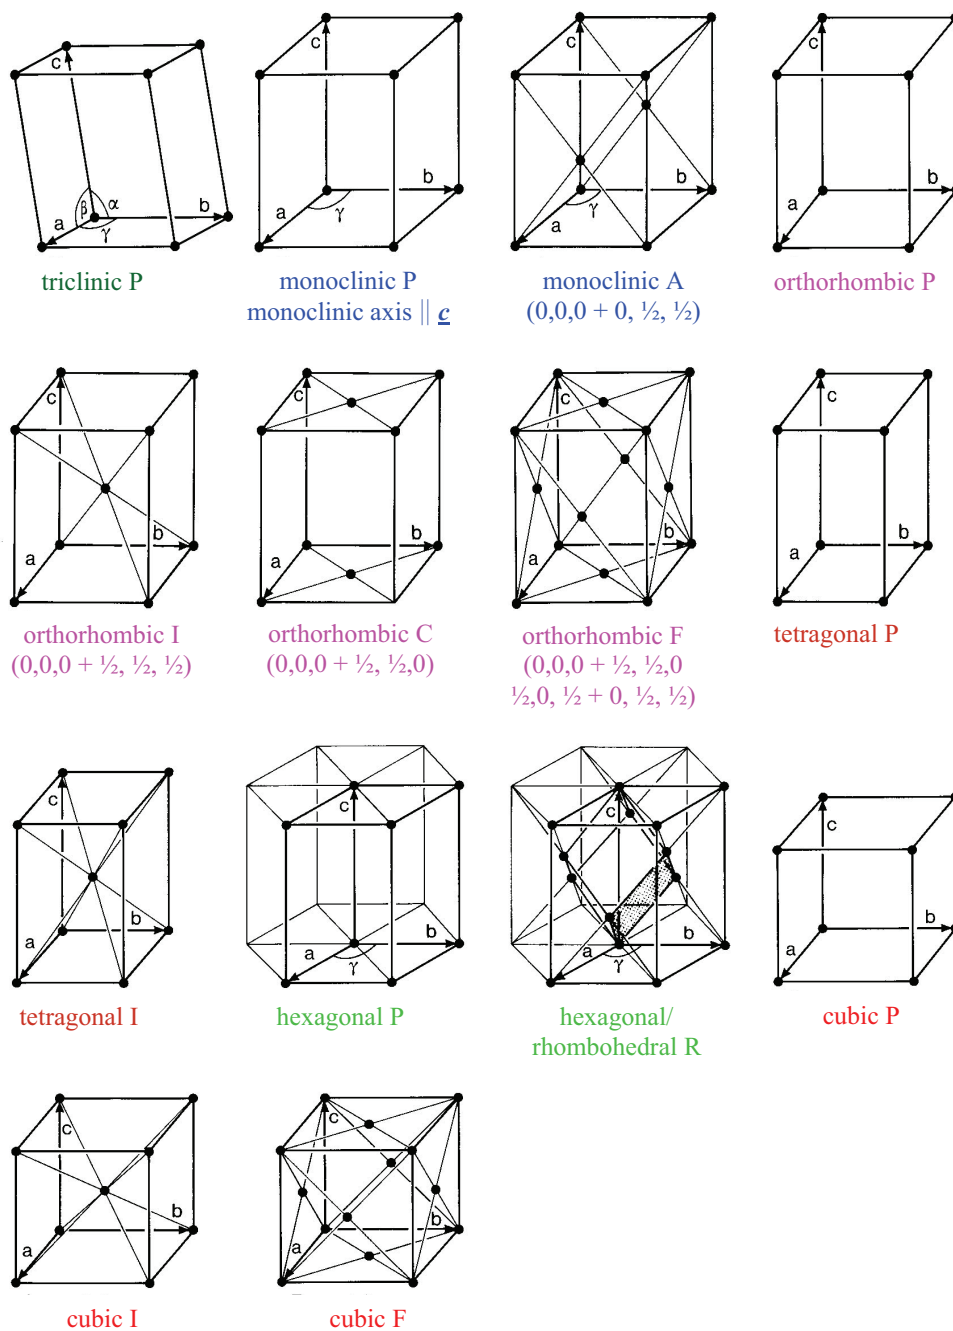 c
β
α
a
γ
b
triclinic P
c
a
γ
b
monoclinic P
monoclinic axis || c
c
a
γ
b
monoclinic A
(0,0,0 + 0, ½, ½)
c
a
b
orthorhombic P
c
a
b
orthorhombic I
(0,0,0 + ½, ½, ½)
c
a
b
orthorhombic C
(0,0,0 + ½, ½,0)
c
a
b
orthorhombic F
(0,0,0 + ½, ½,0
½,0, ½ + 0, ½, ½)
c
a
b
tetragonal P
c
a
b
tetragonal I
c
a
γ
b
hexagonal P
c
a
γ
b
hexagonal/
rhombohedral R
c
a
b
cubic P
c
a
b
cubic I
c
a
b
cubic F